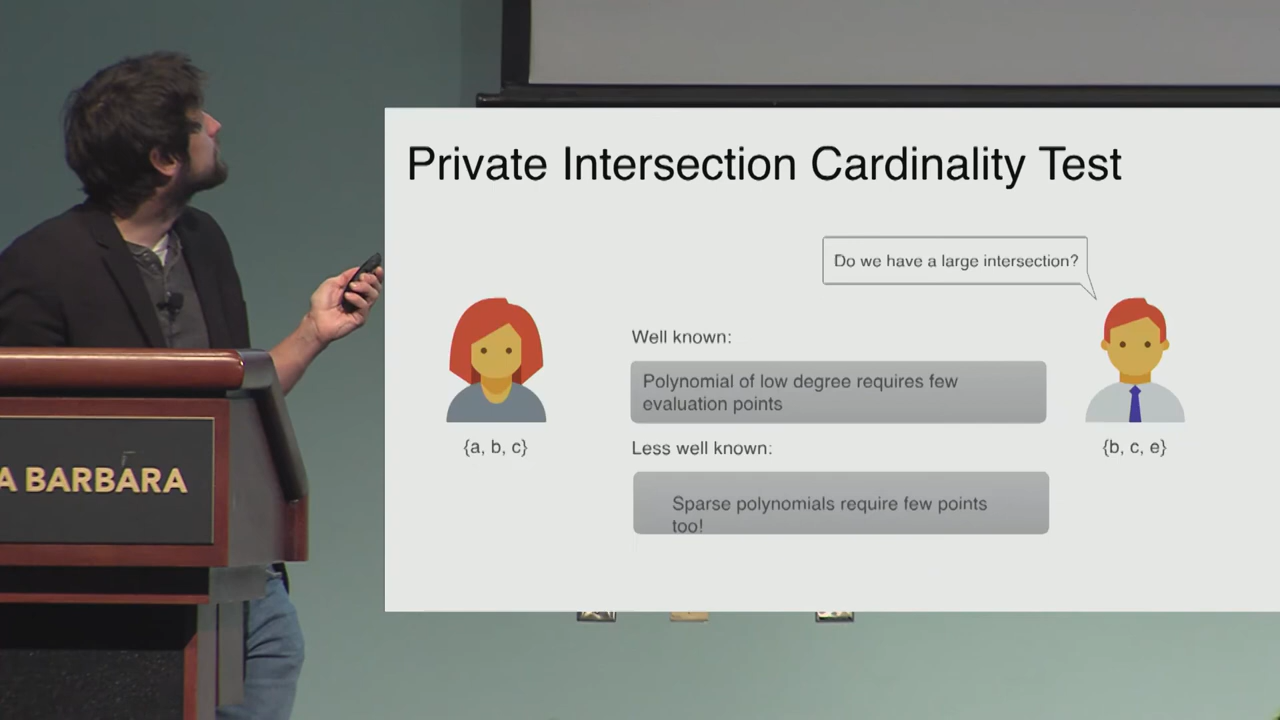 Private Intersection Cardinality Test
Do we have a large intersection?
Well known:
Polynomial of low degree requires few
evaluation points
{a, b, c}
{b, c, e}
Less well known:
Sparse polynomials require few points
too!
A BARBARA